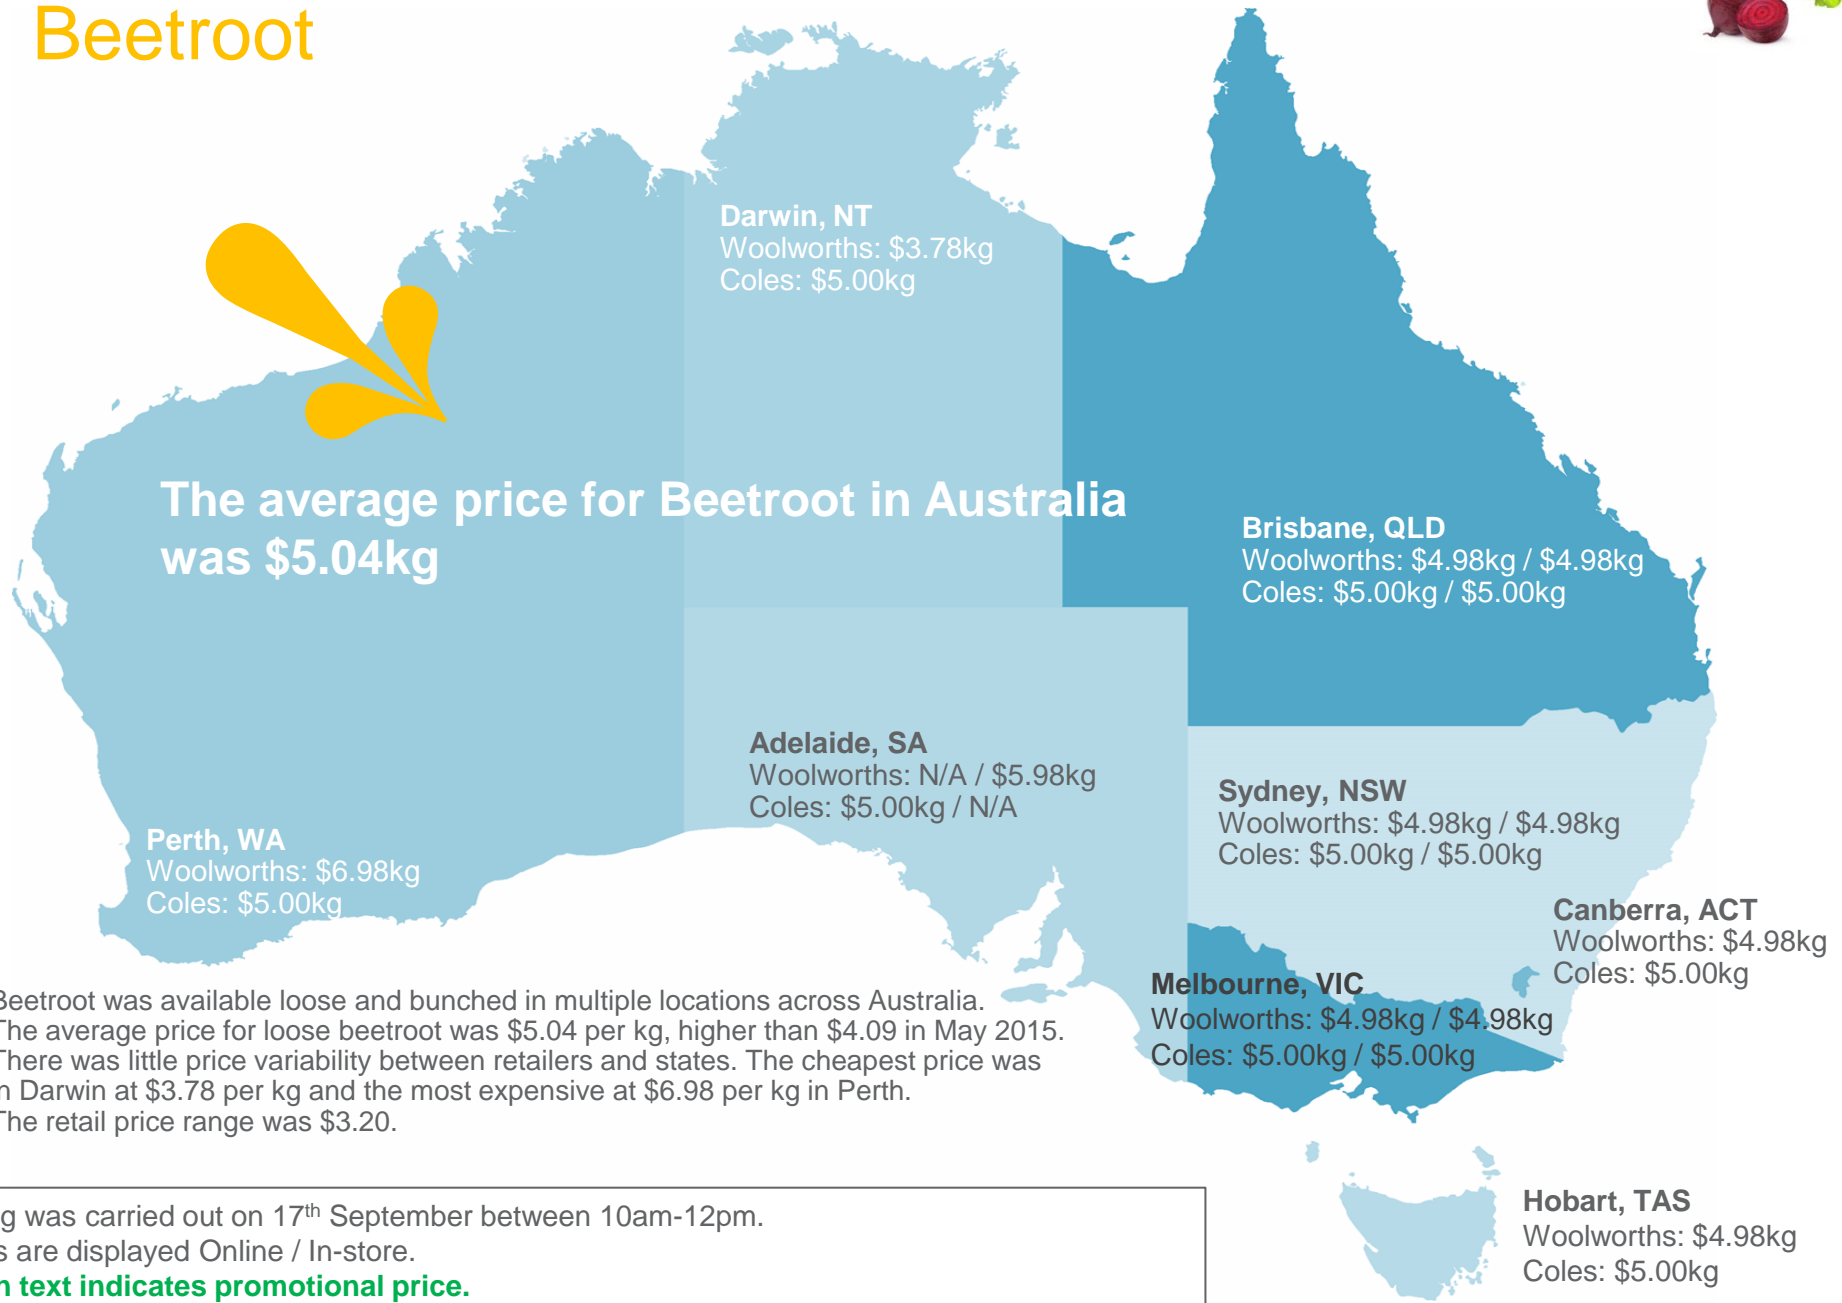 Beetroot
Darwin, NT
Woolworths: $3.78kg
Coles: $5.00kg
The average price for Beetroot in Australia
was $5.04kg
Brisbane, QLD
Woolworths: $4.98kg / $4.98kg
Coles: $5.00kg / $5.00kg
Adelaide, SA
Woolworths: N/A / $5.98kg
Coles: $5.00kg / N/A
Sydney, NSW
Woolworths: $4.98kg / $4.98kg
Coles: $5.00kg / $5.00kg
Perth, WA
Woolworths: $6.98kg
Coles: $5.00kg
Canberra, ACT
Woolworths: $4.98kg
Coles: $5.00kg
Melbourne, VIC
Woolworths: $4.98kg / $4.98kg
Coles: $5.00kg / $5.00kg
Beetroot was available loose and bunched in multiple locations across Australia.
The average price for loose beetroot was $5.04 per kg, higher than $4.09 in May 2015.
There was little price variability between retailers and states. The cheapest price was
n Darwin at $3.78 per kg and the most expensive at $6.98 per kg in Perth.
The retail price range was $3.20.
g was carried out on 17th September between 10am-12pm.
s are displayed Online / In-store.
n text indicates promotional price.
Hobart, TAS
Woolworths: $4.98kg
Coles: $5.00kg